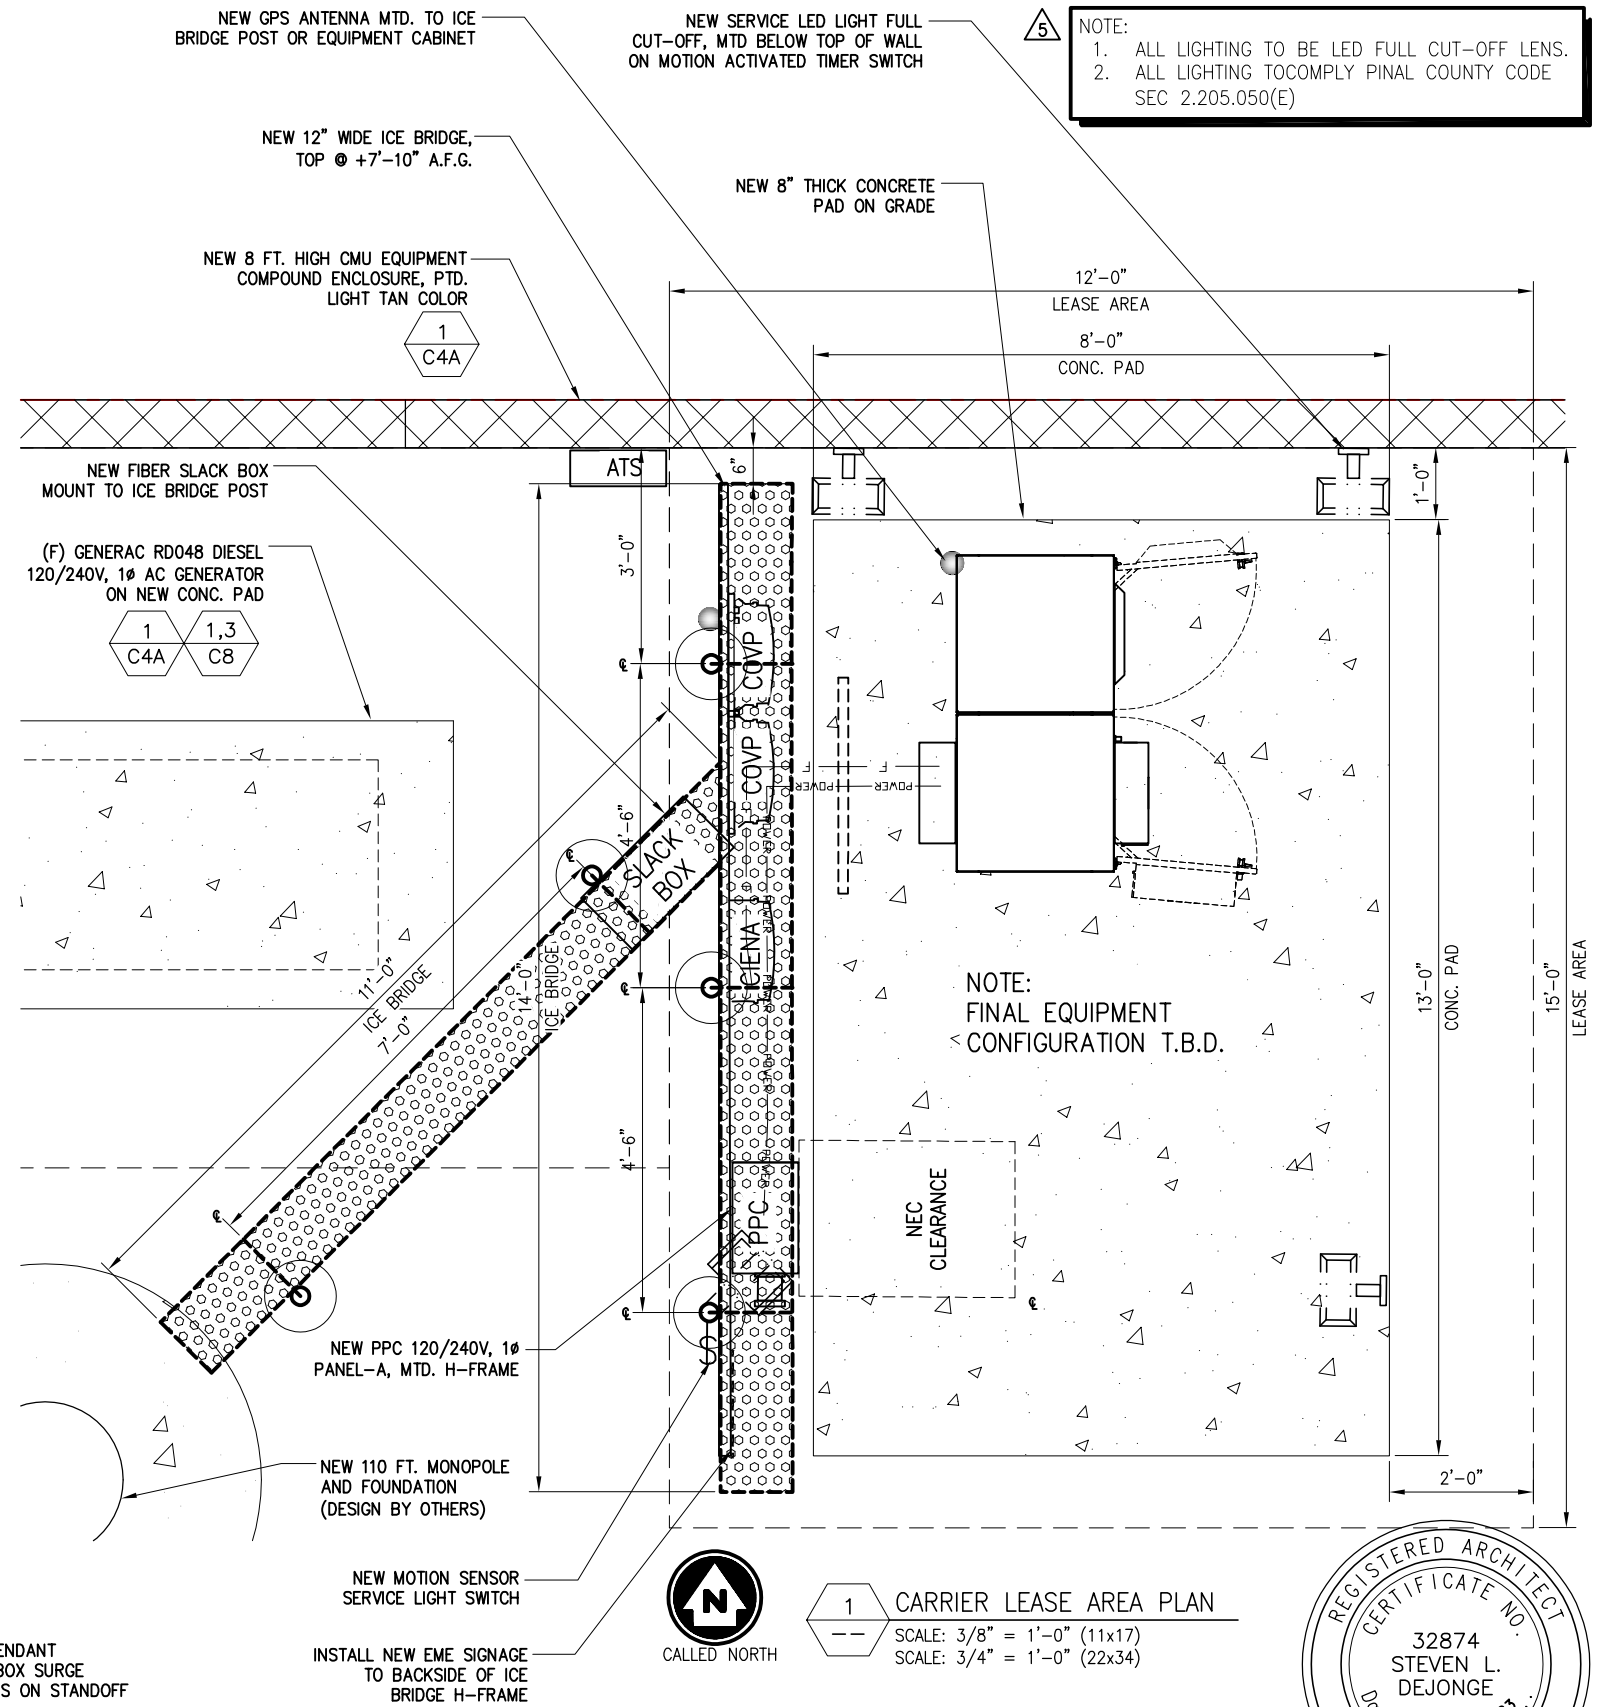 NEW GPS ANTENNA MTD. TO ICE
BRIDGE POST OR EQUIPMENT CABINET
NEW SERVICE LED LIGHT FULL
CUT-OFF, MTD BELOW TOP OF WALL
ON MOTION ACTIVATED TIMER SWITCH
5
NOTE:
1. ALL LIGHTING TO BE LED FULL CUT-OFF LENS.
2. ALL LIGHTING TOCOMPLY PINAL COUNTY CODE
SEC 2.205.050(E)
NEW 12" WIDE ICE BRIDGE,
TOP @ +7'-10" A.F.G.
NEW 8" THICK CONCRETE
PAD ON GRADE
NEW 8 FT. HIGH CMU EQUIPMENT
COMPOUND ENCLOSURE, PTD.
LIGHT TAN COLOR
1
C4A
12'-0"
LEASE AREA
8'-0"
CONC. PAD
NEW FIBER SLACK BOX
MOUNT TO ICE BRIDGE POST
ATS
6"
1'-0"
(F) GENERAC RD048 DIESEL
120/240V, 1ø AC GENERATOR
ON NEW CONC. PAD
1
C4A
1,3
C8
3'-0"
℄
COVP
COVP
F
F
POWER
POWER
POWER
4'-6"
℄
SLACK
BOX
POWER
CIENA
℄
POWER
11'-0"
ICE BRIDGE
7'-0"
14'-0"
ICE BRIDGE
NOTE:
FINAL EQUIPMENT
CONFIGURATION T.B.D.
13'-0"
CONC. PAD
15'-0"
LEASE AREA
POWER
4'-6"
POWER
PPC
NEC
CLEARANCE
℄
℄
℄
S
NEW PPC 120/240V, 1ø
PANEL-A, MTD. H-FRAME
NEW 110 FT. MONOPOLE
AND FOUNDATION
(DESIGN BY OTHERS)
2'-0"
NEW MOTION SENSOR
SERVICE LIGHT SWITCH
INSTALL NEW EME SIGNAGE
TO BACKSIDE OF ICE
BRIDGE H-FRAME
ENDANT
BOX SURGE
S ON STANDOFF
N
CALLED NORTH
1
--
CARRIER LEASE AREA PLAN
SCALE: 3/8" = 1'-0" (11x17)
SCALE: 3/4" = 1'-0" (22x34)
REGISTERED ARCHITECT
CERTIFICATE NO.
32874
STEVEN L.
DEJONGE